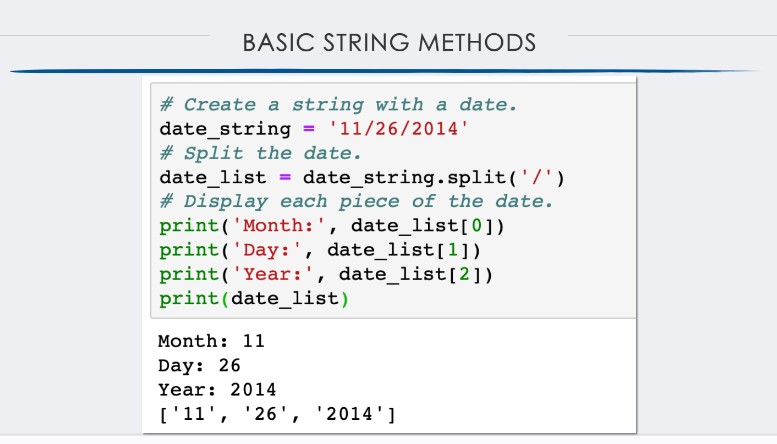 BASIC STRING METHODS
# Create a string with a date.
date_string = '11/26/2014'
# Split the date.
date_list = date_string.split('/')
# Display each piece of the date.
print('Month:', date_list[0])
print('Day:', date_list[1])
print('Year:', date_list[2])
print(date_list)
Month: 11
Day: 26
Year: 2014
['11', '26', '2014']